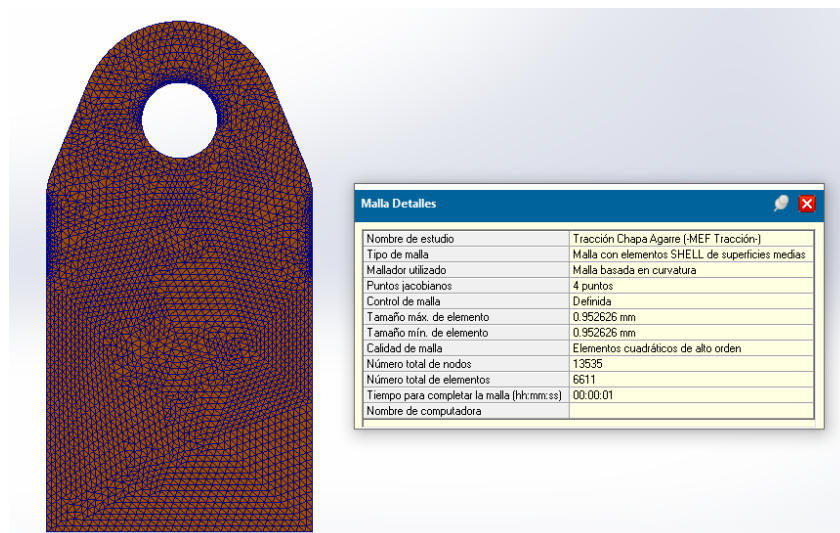 Malla Detalles
Nombre de estudio Tracción Chapa Agarre (-MEF Tracción-)
Tipo de malla Malla con elementos SHELL de superficies medias
Mallador utilizado Malla basada en curvatura
Puntos jacobianos 4 puntos
Control de malla Definida
Tamaño máx. de elemento 0.952626 mm
Tamaño mín. de elemento 0.952626 mm
Calidad de malla Elementos cuadráticos de alto orden
Número total de nodos 13535
Número total de elementos 6611
Tiempo para completar la malla (hh:mm:ss) 00:00:01
Nombre de computadora